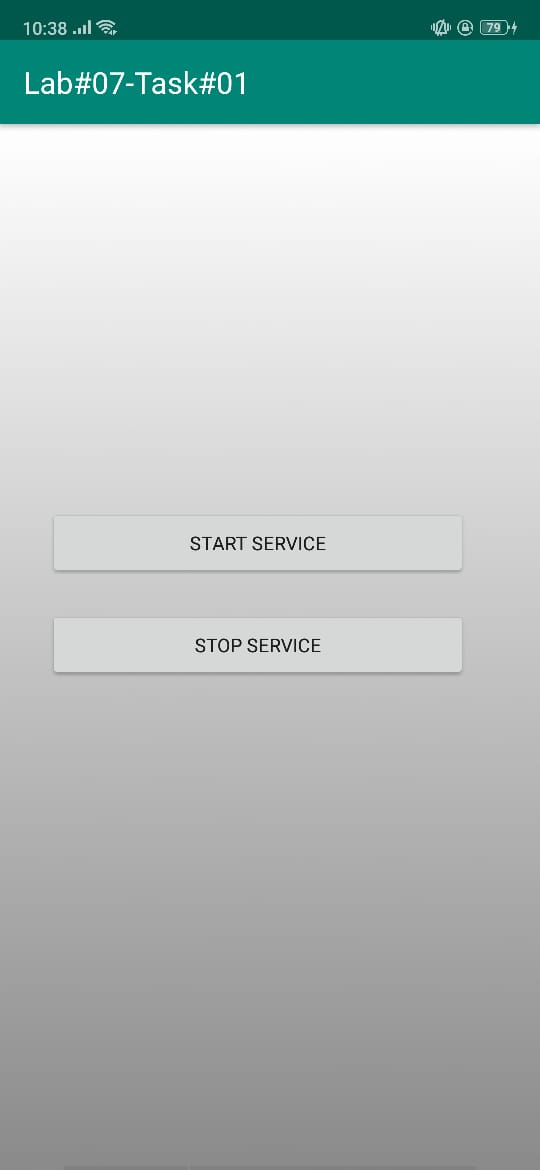 10:38 79
Lab#07-Task#01
START SERVICE
STOP SERVICE